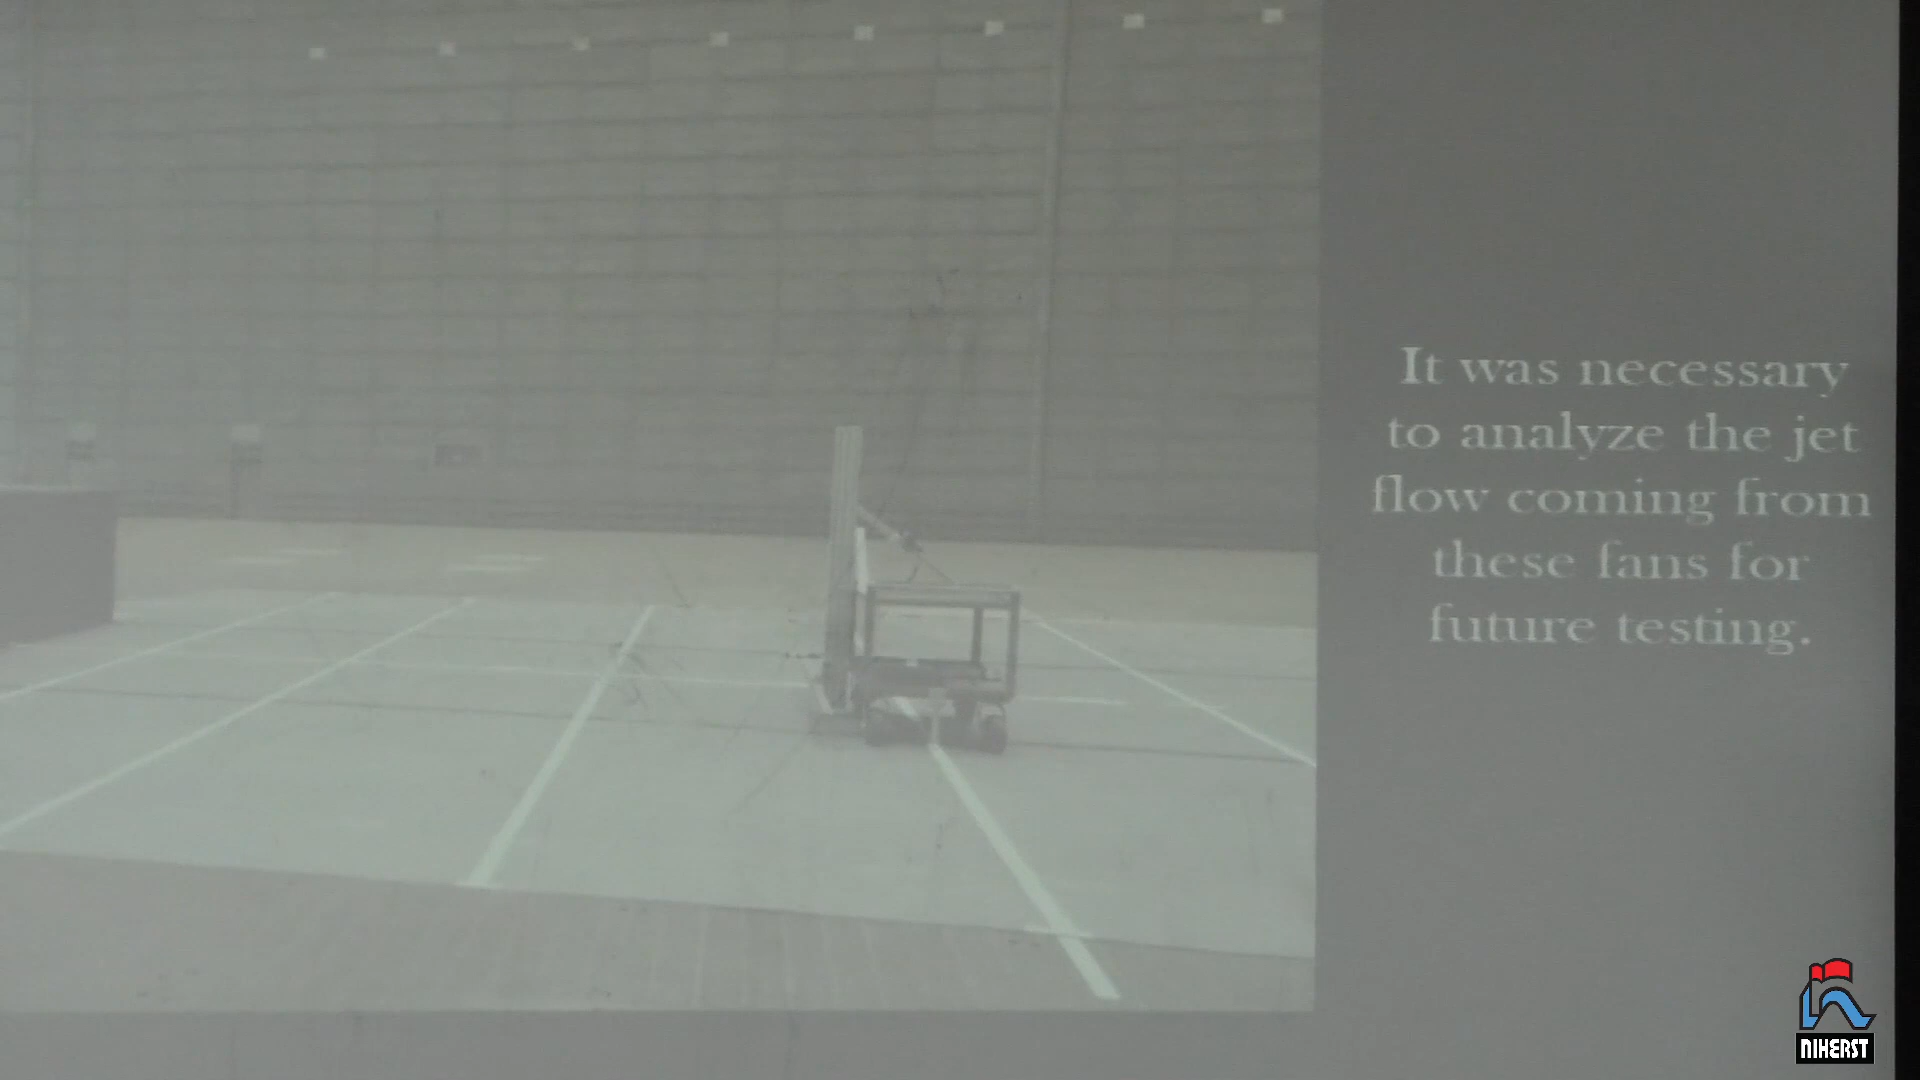 It was necessary
to analyze the jet
flow coming from
these fans for
future testing.
NIHERST